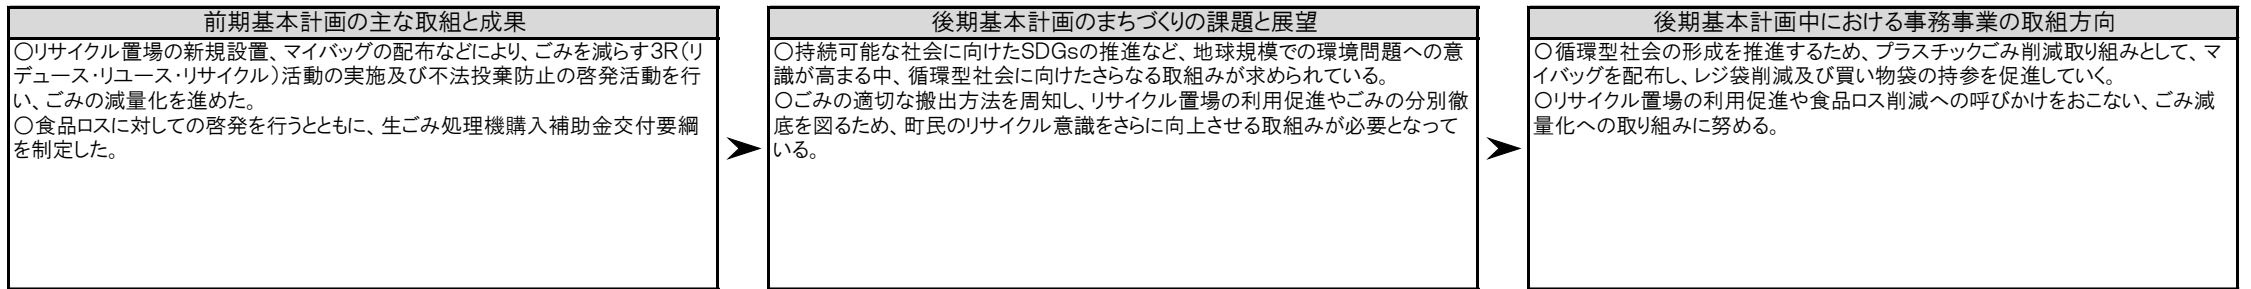 前期基本計画の主な取組と成果
〇リサイクル置場の新規設置、マイバッグの配布などにより、ごみを減らす3R(リ
デュース・リユース・リサイクル)活動の実施及び不法投棄防止の啓発活動を行
い、ごみの減量化を進めた。
〇食品ロスに対しての啓発を行うとともに、生ごみ処理機購入補助金交付要綱
を制定した。
後期基本計画のまちづくりの課題と展望
〇持続可能な社会に向けたSDGsの推進など、地球規模での環境問題への意
識が高まる中、循環型社会に向けたさらなる取組みが求められている。
〇ごみの適切な搬出方法を周知し、リサイクル置場の利用促進やごみの分別徹
底を図るため、町民のリサイクル意識をさらに向上させる取組みが必要となって
いる。
後期基本計画中における事務事業の取組方向
〇循環型社会の形成を推進するため、プラスチックごみ削減取り組みとして、マ
イバッグを配布し、レジ袋削減及び買い物袋の持参を促進していく。
〇リサイクル置場の利用促進や食品ロス削減への呼びかけをおこない、ごみ減
量化への取り組みに努める。